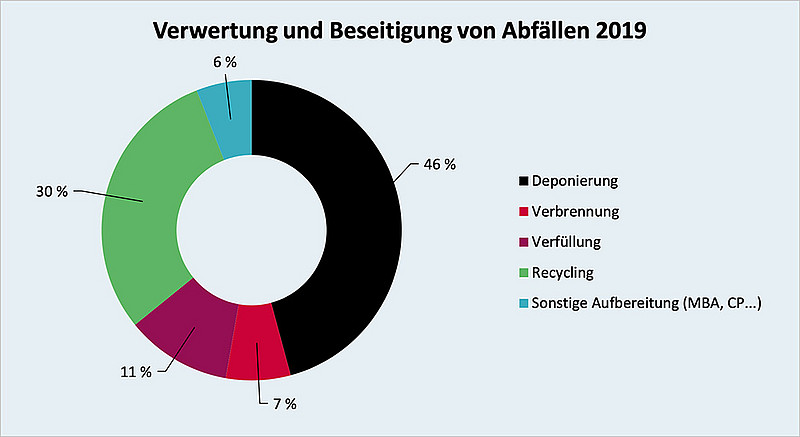 Verwertung und Beseitigung von Abfällen 2019
6 %
46 %
30 %
11 %
7 %
Deponierung
Verbrennung
Verfüllung
Recycling
Sonstige Aufbereitung (MBA, CP...)